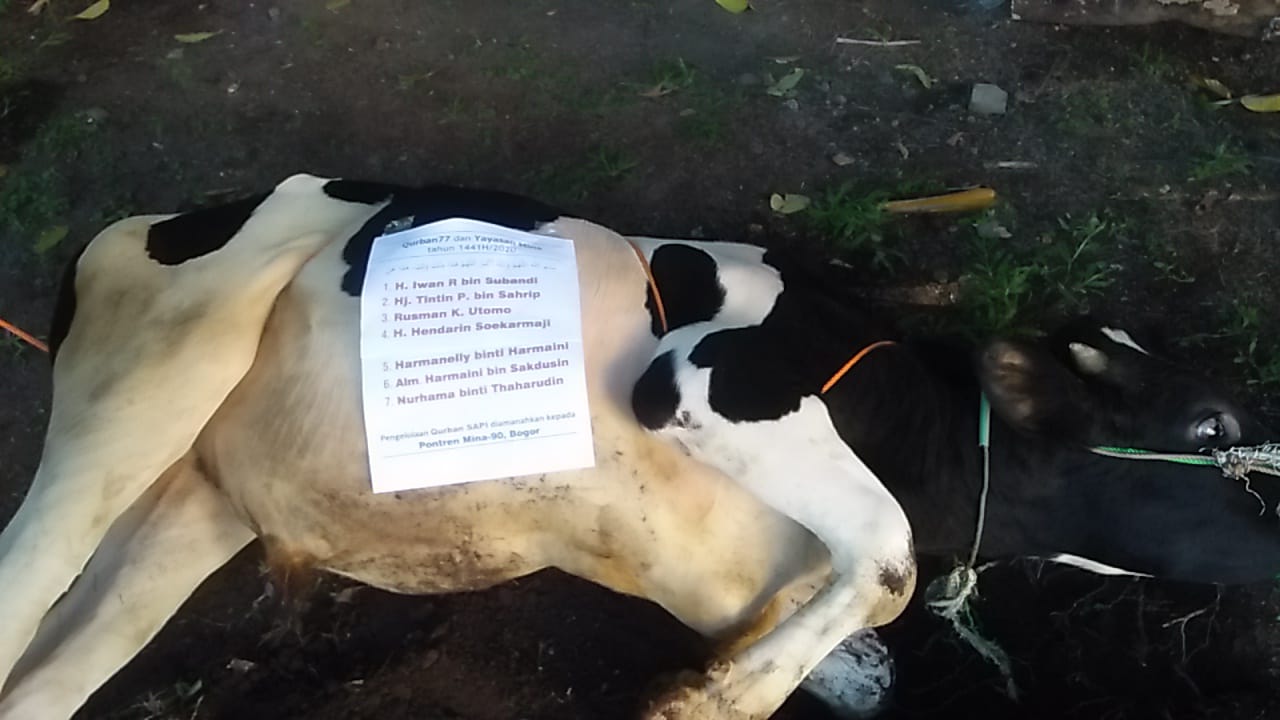 Qurban77 dan Yayasan Mina
tahun 1441H/2020
1. H. Iwan R bin Subandi
2. Hj. Tintin P. bin Sahrip
3. Rusman K. Utomo
4. H. Hendarin Soekarmaji
5. Harmanelly binti Harmaini
6. Alm. Harmaini bin Sakdusin
7. Nurhama binti Thaharudin
Pengelolaan Qurban SAPI diamanahkan kepada
Pontren Mina-90, Bogor